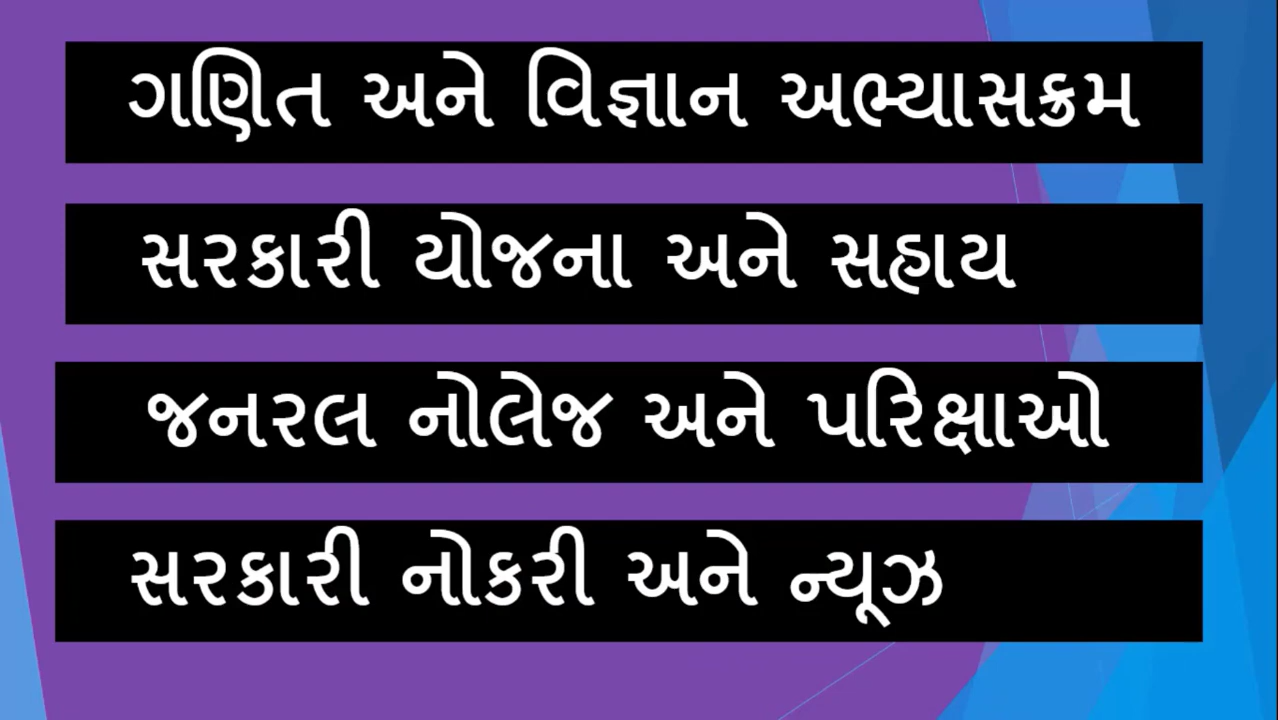 ગણિત અને વિજ્ઞાન અભ્યાસક્રમ
સરકારી યોજના અને સહાય
જનરલ નોલેજ અને પરિક્ષાઓ
સરકારી નોકરી અને ન્યૂઝ